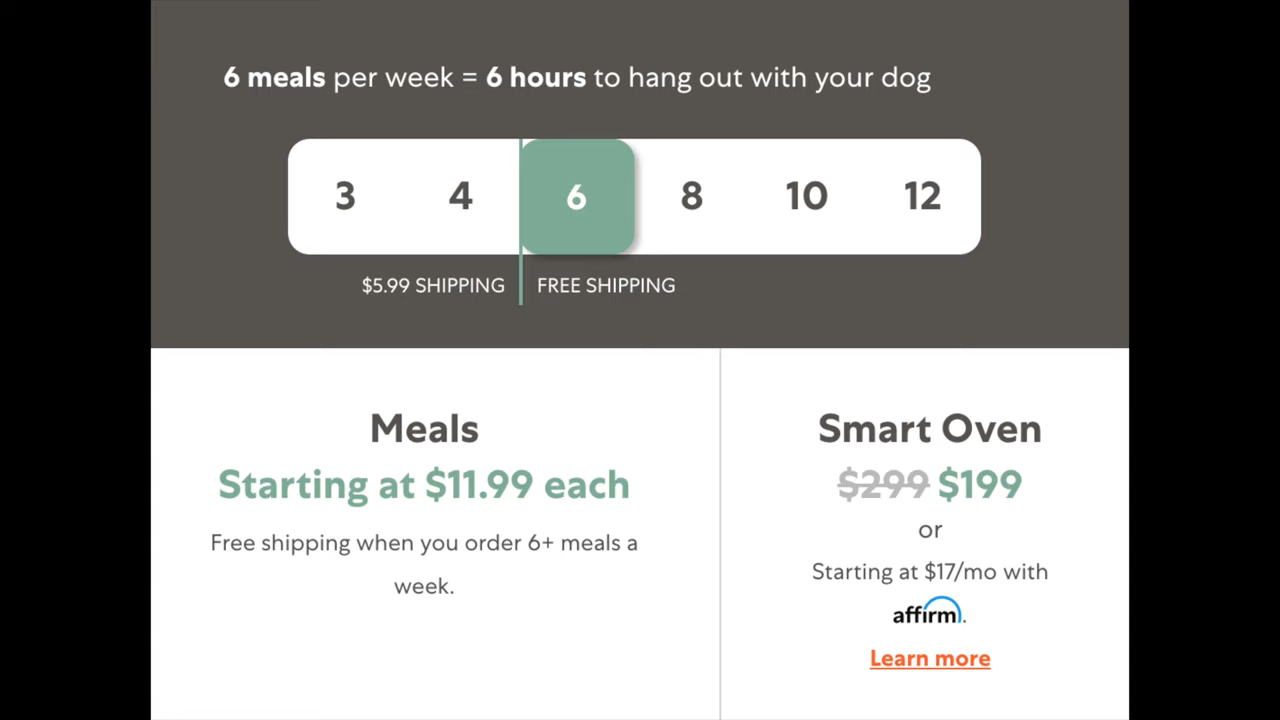 6 meals per week = 6 hours to hang out with your dog
3 4 6 8 10 12
$5.99 SHIPPING FREE SHIPPING
Meals
Starting at $11.99 each
Free shipping when you order 6+ meals a
week.
Smart Oven
$299 $199
or
Starting at $17/mo with
affirm.
Learn more